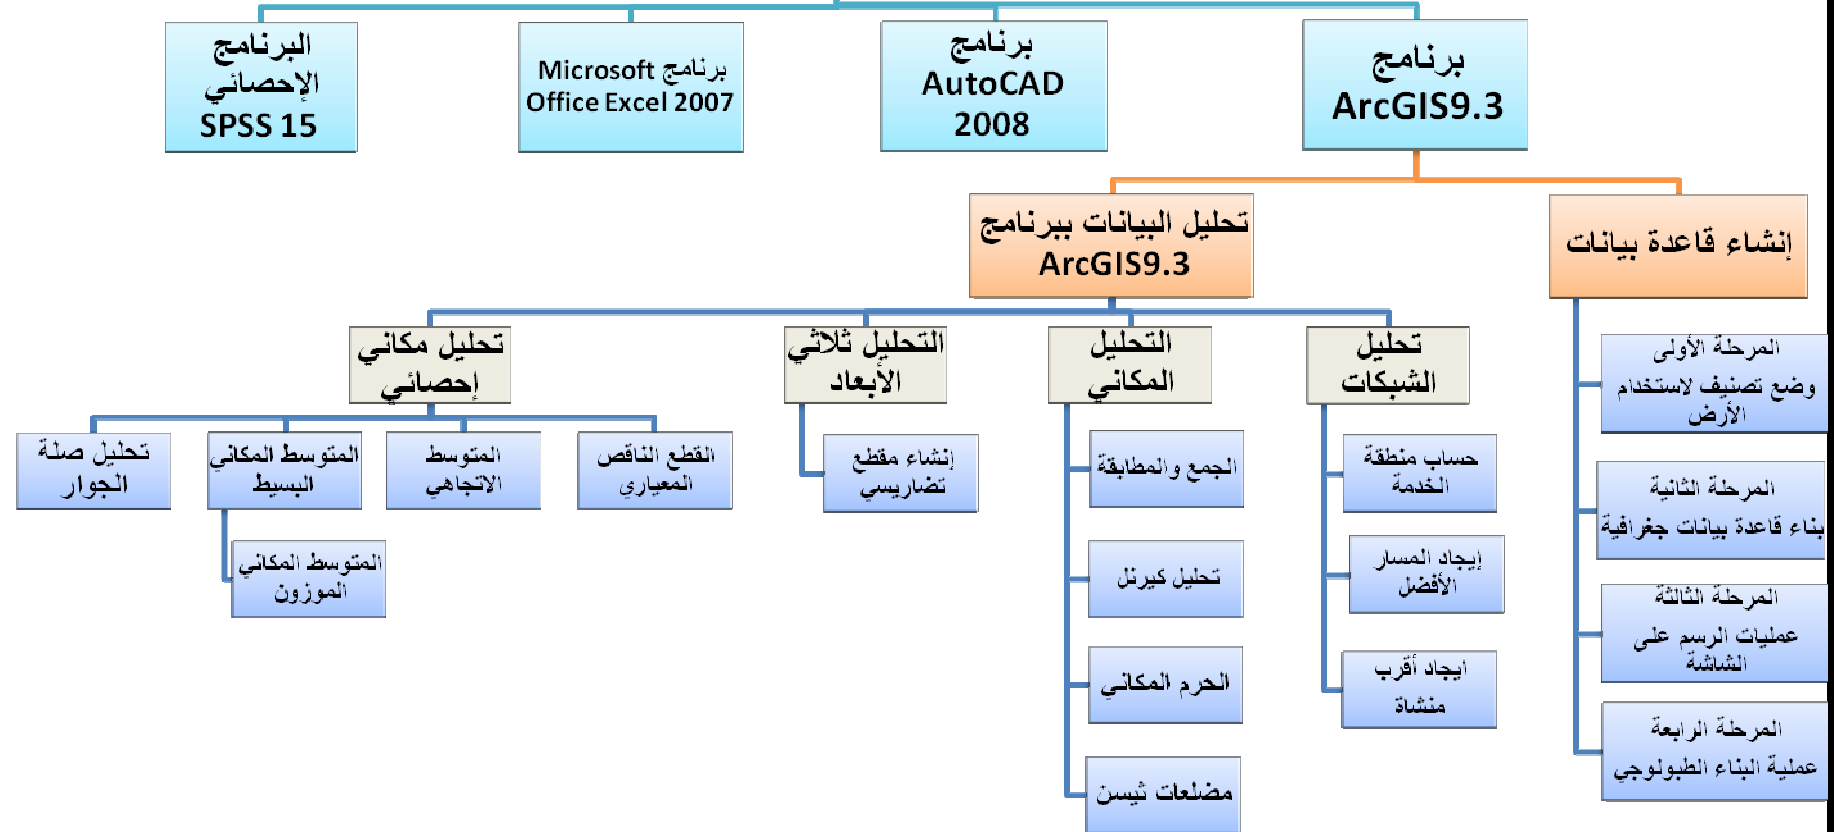 برنامج
ArcGIS9.3
برنامج
AutoCAD
2008
برنامج Microsoft
Office Excel 2007
البرنامج
الإحصائي
SPSS 15
إنشاء قاعدة بيانات
تحليل البيانات ببرنامج
ArcGIS9.3
المرحلة الأولى
وضع تصنيف لاستخدام
الأرض
المرحلة الثانية
بناء قاعدة بيانات جغرافية
المرحلة الثالثة
عمليات الرسم على
الشاشة
المرحلة الرابعة
عملية البناء الطبولوجي
تحليل
الشبكات
حساب منطقة
الخدمة
إيجاد المسار
الأفضل
ايجاد أقرب
منشاة
التحليل
المكاني
الجمع والمطابقة
تحليل كيرنل
الحرم المكاني
مضلعات ثيسن
التحليل ثلاثي
الأبعاد
إنشاء مقطع
تضاريسي
تحليل مكاني
إحصائي
القطع الناقص
المعياري
المتوسط
الاتجاهي
المتوسط المكاني
البسيط
المتوسط المكاني
الموزون
تحليل صلة
الجوار